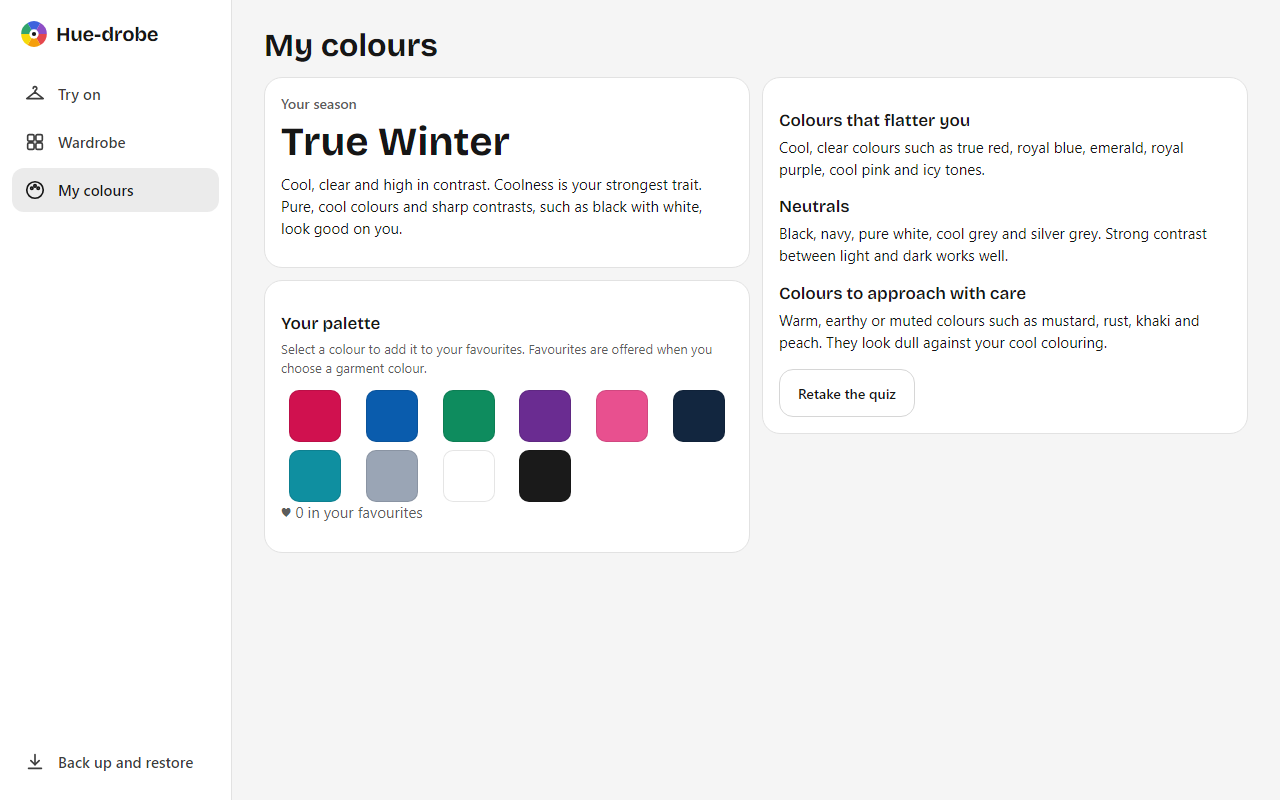 Hue-drobe
Try on
Wardrobe
My colours
Back up and restore
My colours
Your season
True Winter
Cool, clear and high in contrast. Coolness is your strongest trait.
Pure, cool colours and sharp contrasts, such as black with white,
look good on you.
Your palette
Select a colour to add it to your favourites. Favourites are offered when you
choose a garment colour.
♥ 0 in your favourites
Colours that flatter you
Cool, clear colours such as true red, royal blue, emerald, royal
purple, cool pink and icy tones.
Neutrals
Black, navy, pure white, cool grey and silver grey. Strong contrast
between light and dark works well.
Colours to approach with care
Warm, earthy or muted colours such as mustard, rust, khaki and
peach. They look dull against your cool colouring.
Retake the quiz